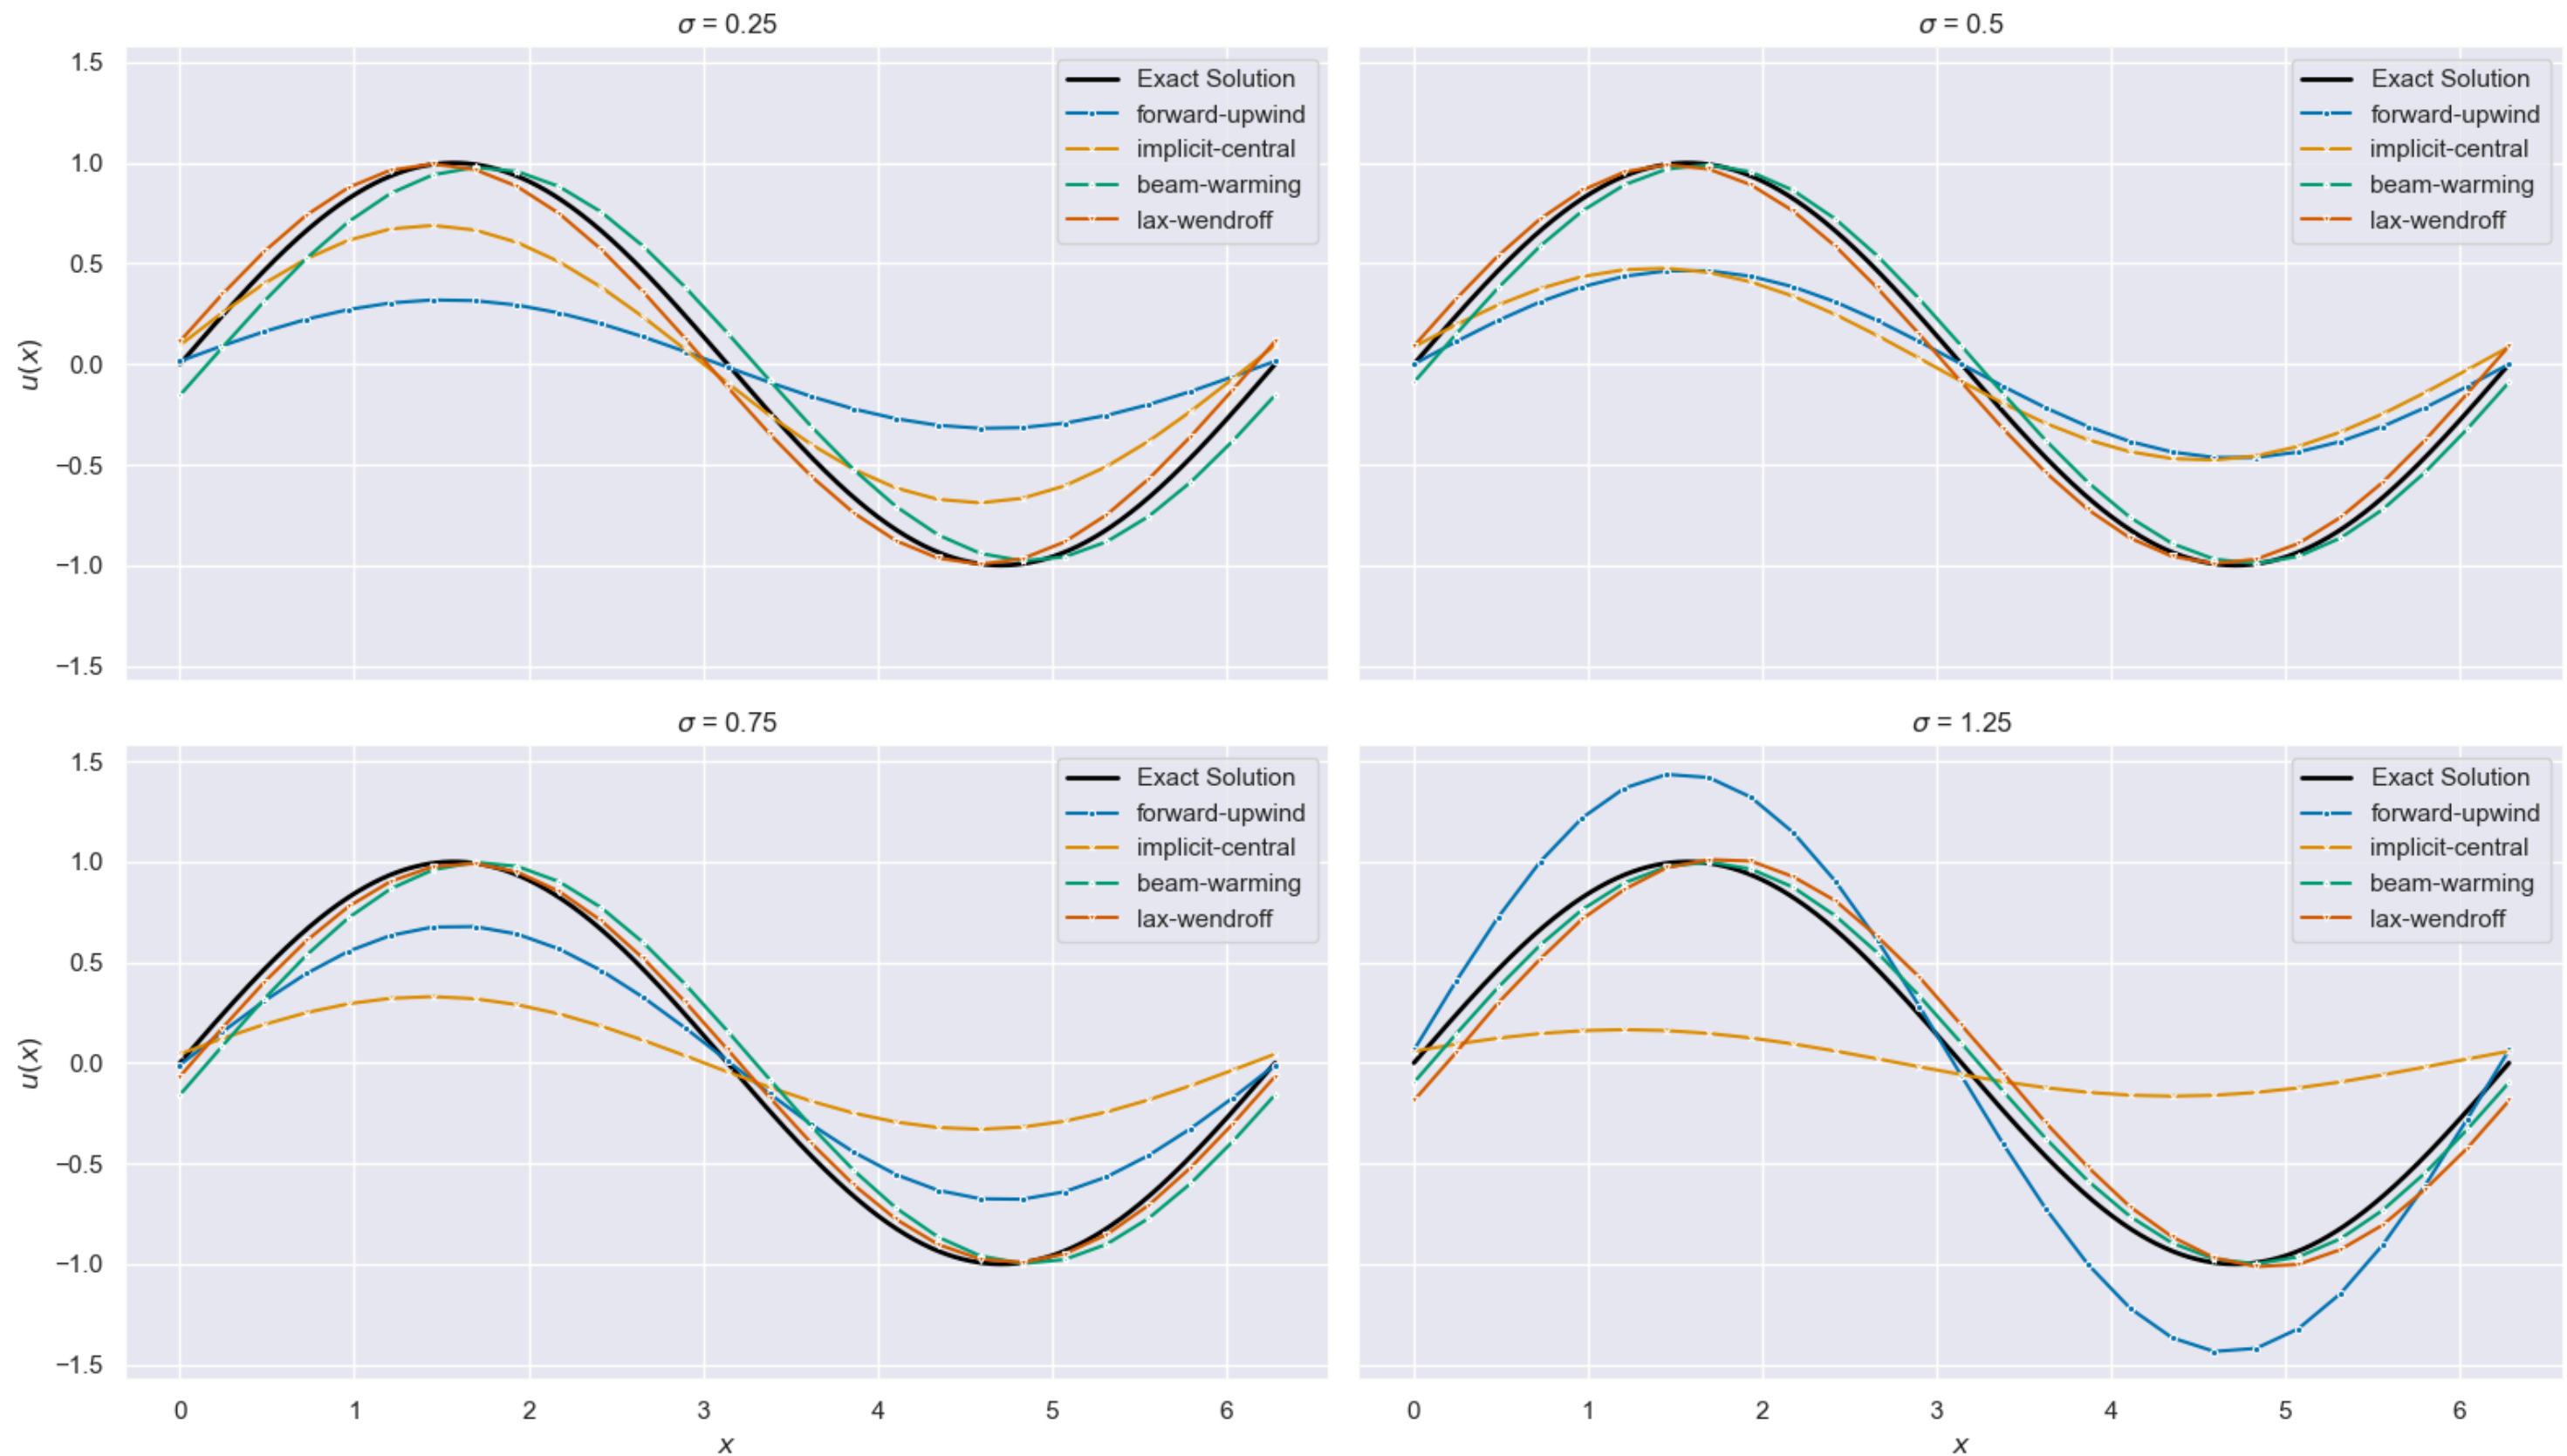 σ = 0.25
1.5
1.0
0.5
0.0
−0.5
−1.0
−1.5
u(x)
Exact Solution
forward-upwind
implicit-central
beam-warming
lax-wendroff
σ = 0.5
Exact Solution
forward-upwind
implicit-central
beam-warming
lax-wendroff
σ = 0.75
1.5
1.0
0.5
0.0
−0.5
−1.0
−1.5
u(x)
Exact Solution
forward-upwind
implicit-central
beam-warming
lax-wendroff
0 1 2 3 4 5 6
x
σ = 1.25
Exact Solution
forward-upwind
implicit-central
beam-warming
lax-wendroff
0 1 2 3 4 5 6
x